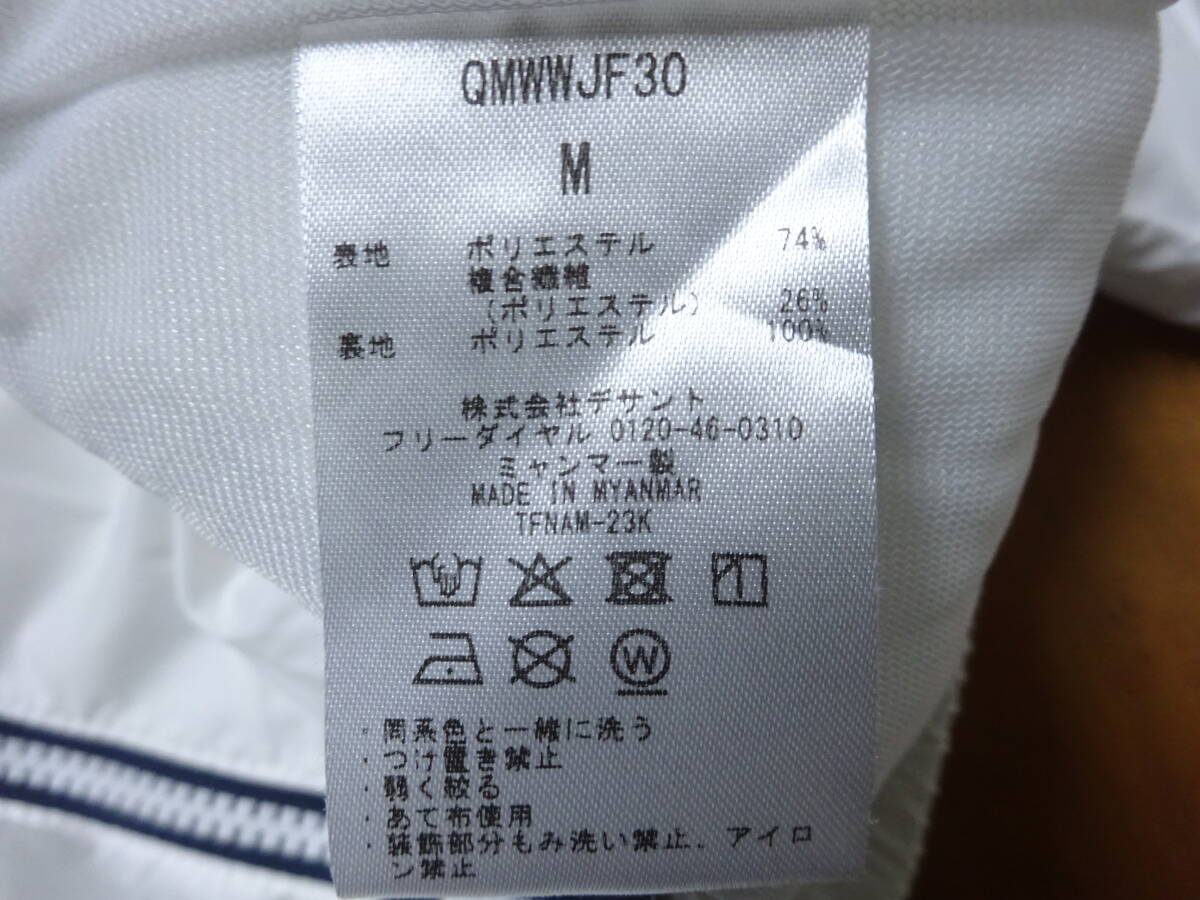 QMWWJF30
M
表地 ポリエステル 74%
複合繊維
(ポリエステル) 26%
裏地 ポリエステル 100%
株式会社デサント
フリーダイヤル 0120-46-0310
ミャンマー製
MADE IN MYANMAR
TFNAM-23K
W
・同系色と一緒に洗う
・つけ置き禁止
・弱く絞る
・あて布使用
・装飾部分もみ洗い禁止、アイロ
ン禁止